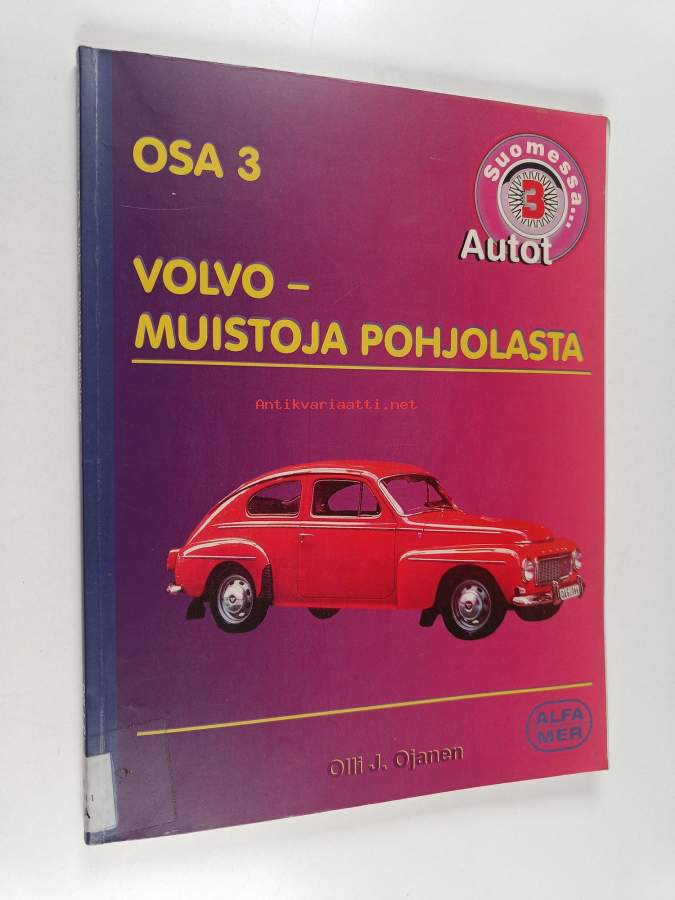 OSA 3
Suomessa...
3
Autot
VOLVO –
MUISTOJA POHJOLASTA
Antikvariaatti.net
ALFA
MER
Olli J. Ojanen